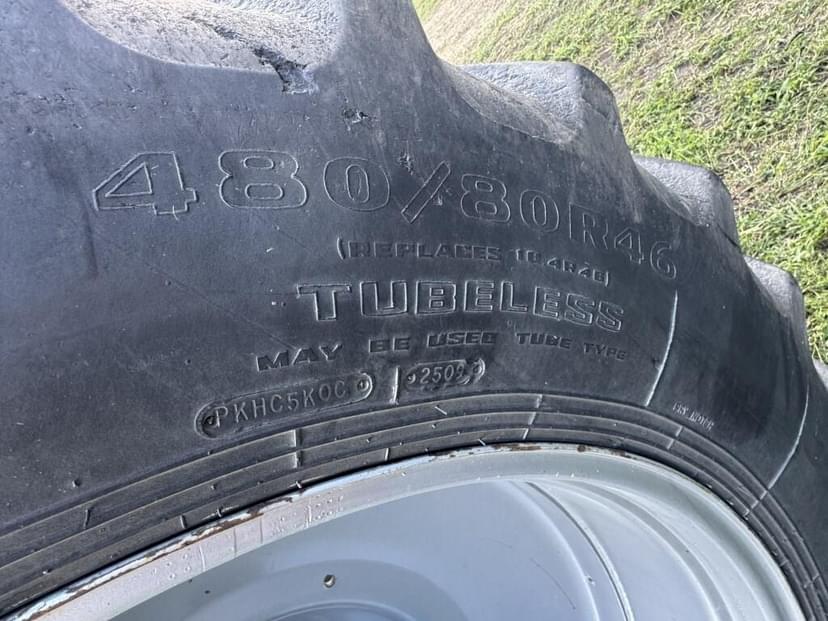 480/80R46
(REPLACES 18.4R46)
TUBELESS
MAY BE USED TUBE TYPE
PKHC5K0C 2509